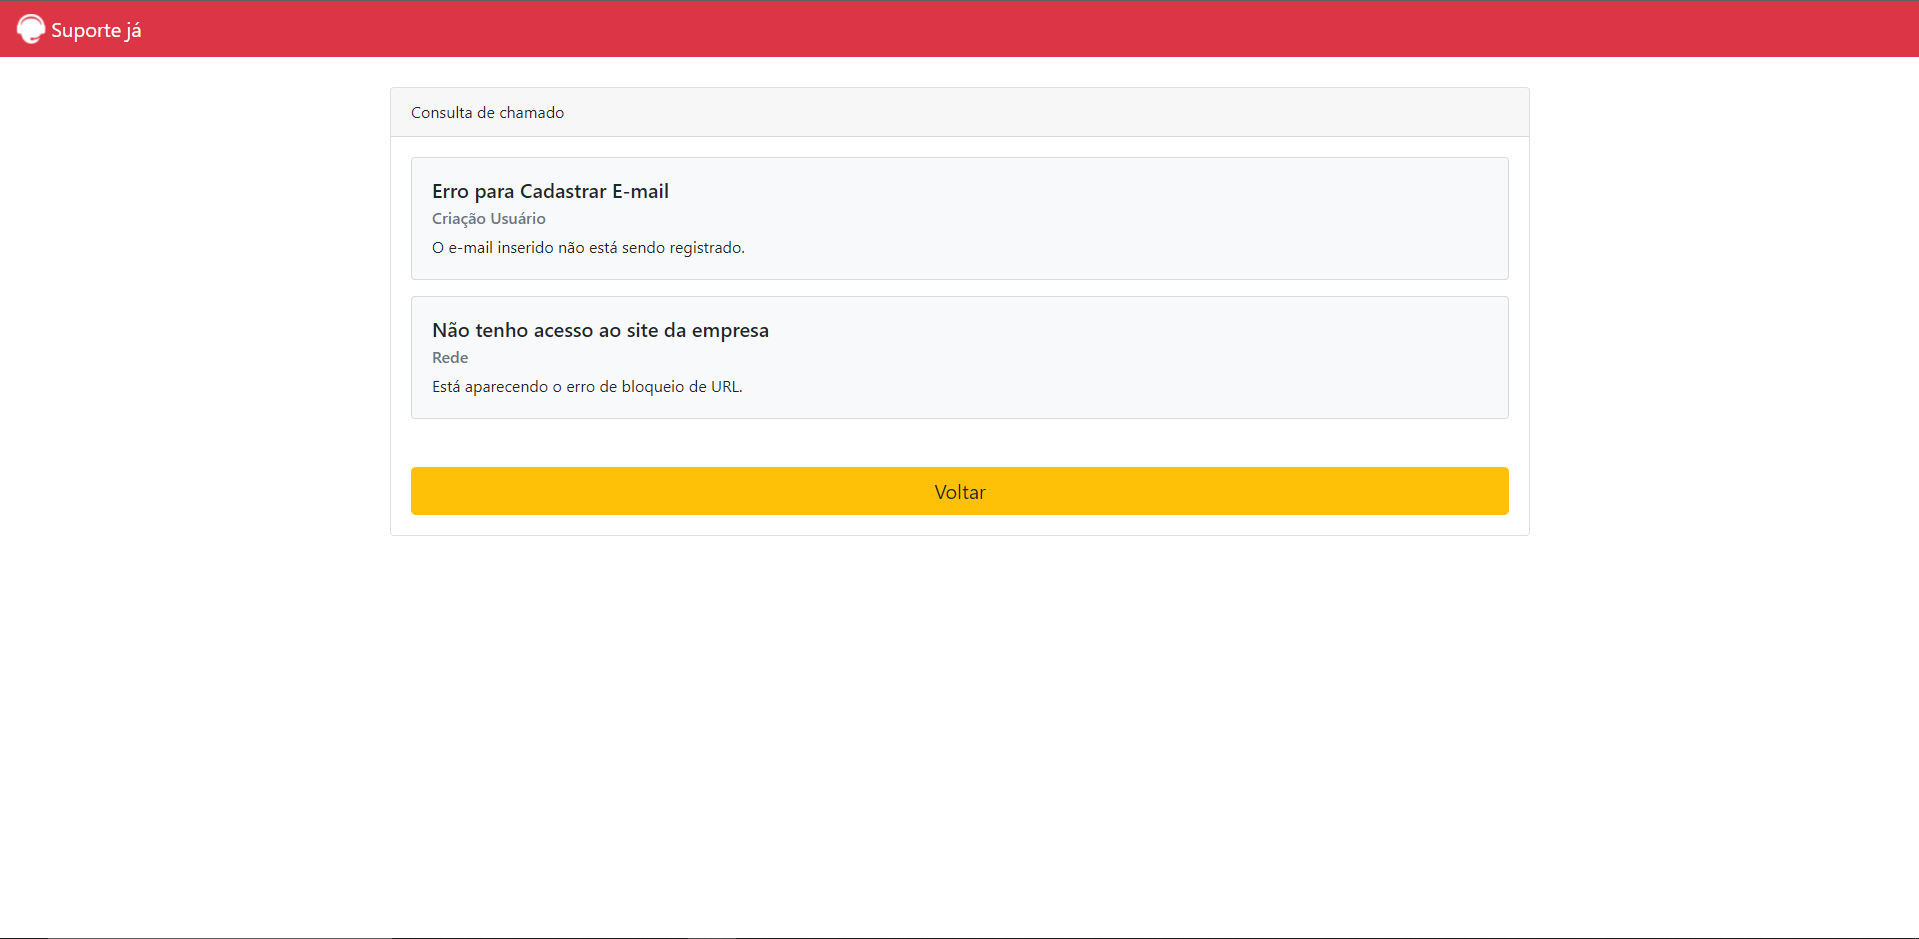 Suporte já
Consulta de chamado
Erro para Cadastrar E-mail
Criação Usuário
O e-mail inserido não está sendo registrado.
Não tenho acesso ao site da empresa
Rede
Está aparecendo o erro de bloqueio de URL.
Voltar